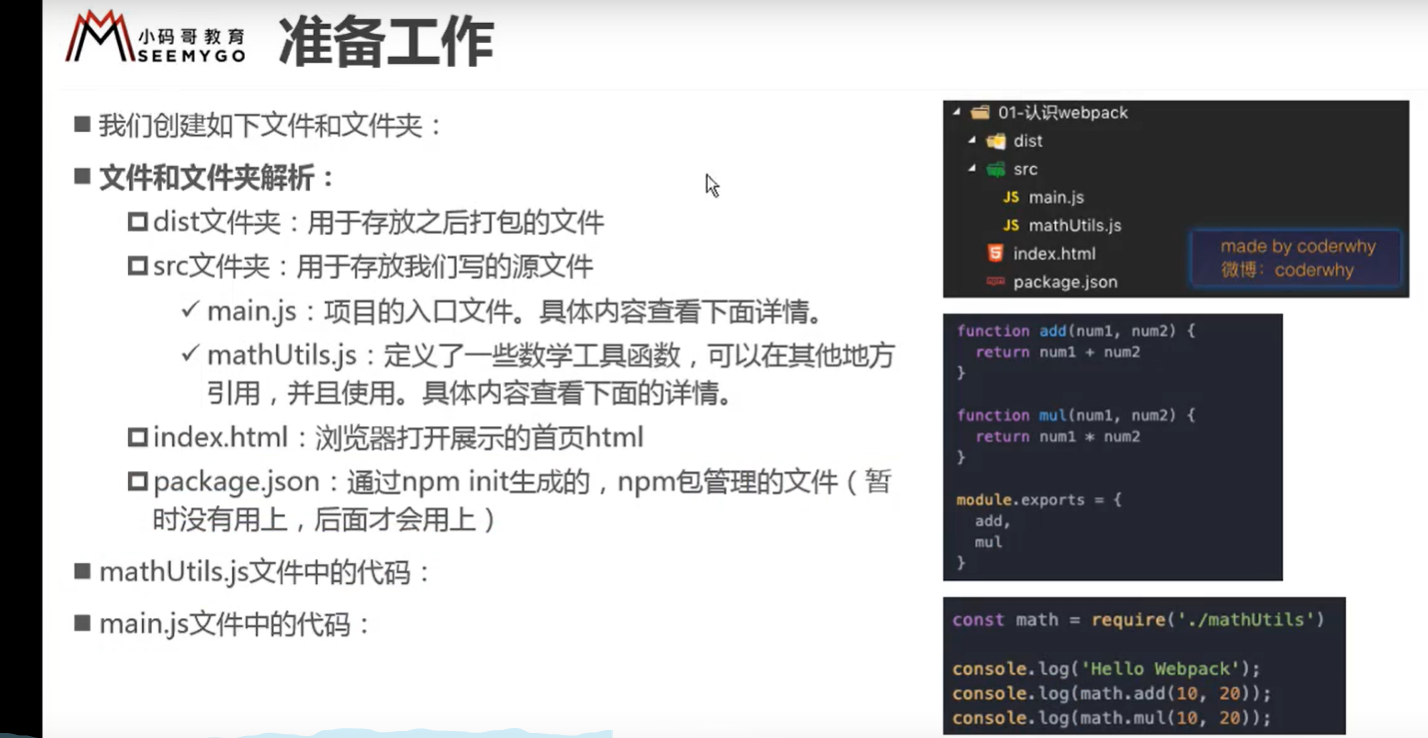 小码哥教育
SEEMYGO
准备工作
我们创建如下文件和文件夹：
文件和文件夹解析：
dist文件夹：用于存放之后打包的文件
src文件夹：用于存放我们写的源文件
main.js：项目的入口文件。具体内容查看下面详情。
mathUtils.js：定义了一些数学工具函数，可以在其他地方
引用，并且使用。具体内容查看下面的详情。
index.html：浏览器打开展示的首页html
package.json：通过npm init生成的，npm包管理的文件（暂
时没有用上，后面才会用上）
mathUtils.js文件中的代码：
main.js文件中的代码：
01-认识webpack
dist
src
JS main.js
JS mathUtils.js
5 index.html
package.json
made by coderwhy
微博：coderwhy
function add(num1, num2) {
  return num1 + num2
}
function mul(num1, num2) {
  return num1 * num2
}
module.exports = {
  add,
  mul
}
const math = require('./mathUtils')
console.log('Hello Webpack');
console.log(math.add(10, 20));
console.log(math.mul(10, 20));